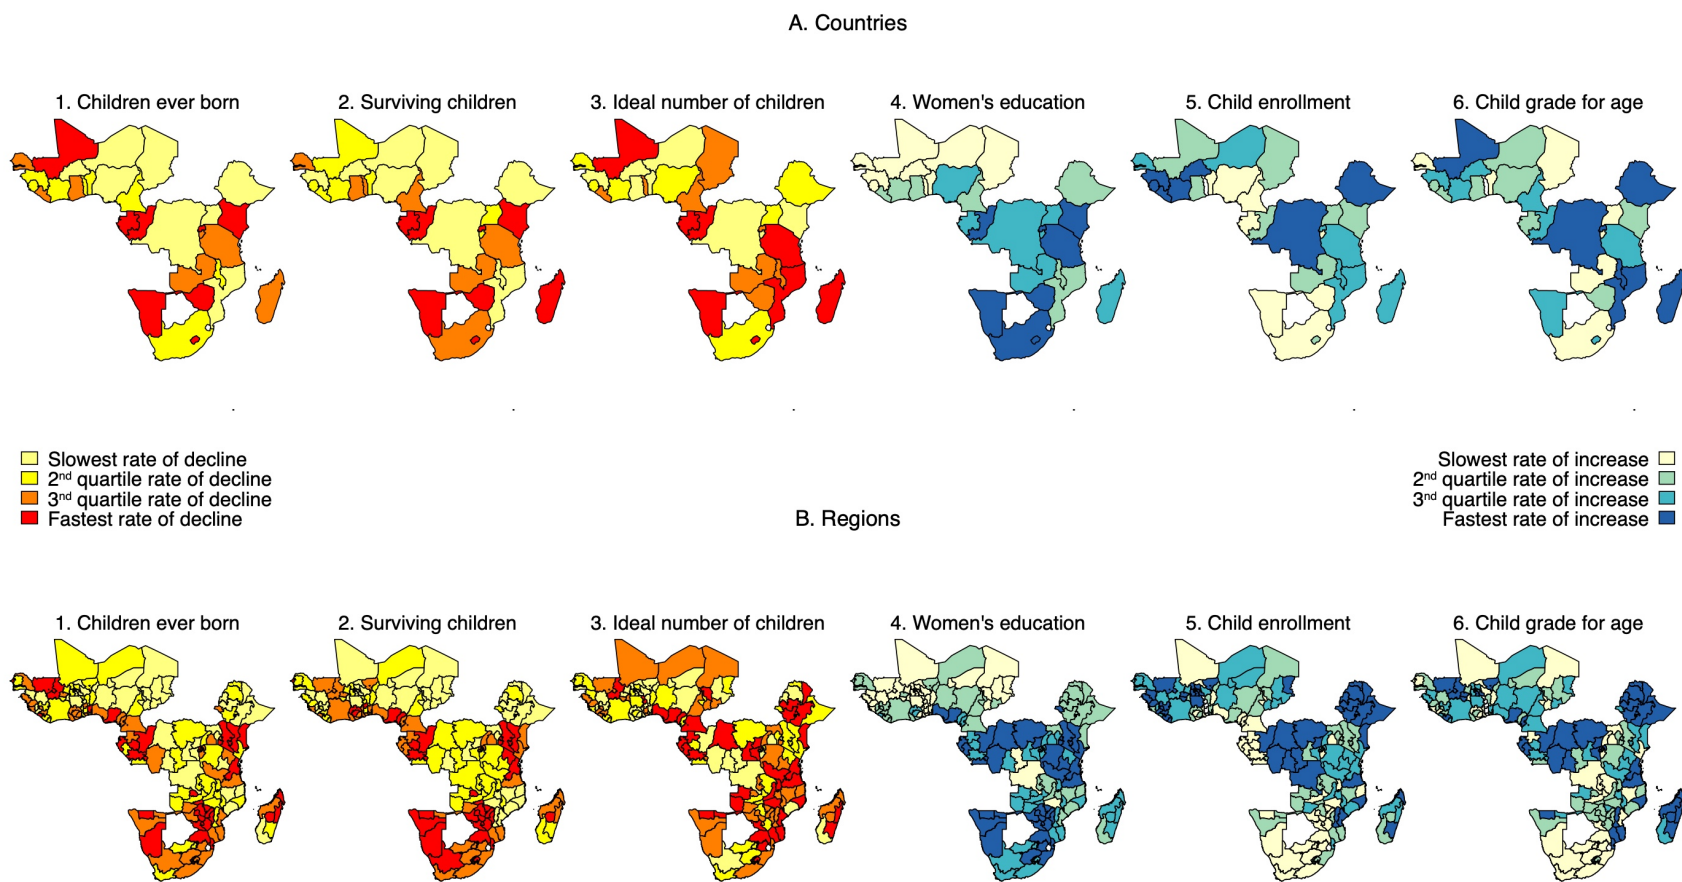 A. Countries
1. Children ever born
2. Surviving children
3. Ideal number of children
4. Women's education
5. Child enrollment
6. Child grade for age
Slowest rate of decline
2nd quartile rate of decline
3nd quartile rate of decline
Fastest rate of decline
Slowest rate of increase
2nd quartile rate of increase
3nd quartile rate of increase
Fastest rate of increase
B. Regions
1. Children ever born
2. Surviving children
3. Ideal number of children
4. Women's education
5. Child enrollment
6. Child grade for age